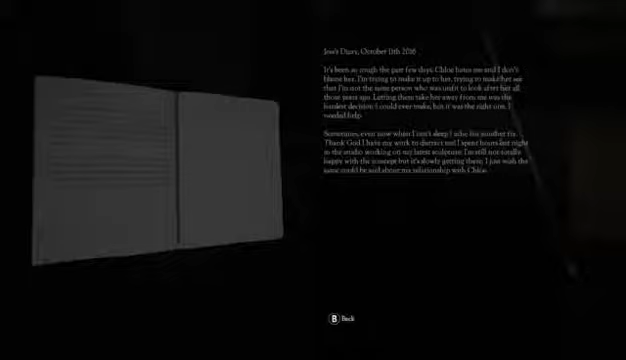 Jess's Diary, October 11th 2016
It's been so rough the past few days. Chloe hates me and I don't
blame her. I'm trying to make it up to her, trying to make her see
that I'm not the same person who was unfit to look after her all
those years ago. Letting them take her away from me was the
hardest decision I could ever make, but it was the right one. I
needed help.
Sometimes, even now when I can't sleep I ache for another fix...
Thank God I have my work to distract me. I spent hours last night
in the studio working on my latest sculpture. I'm still not totally
happy with the concept but it's slowly getting there. I just wish the
same could be said about my relationship with Chloe.
B Back